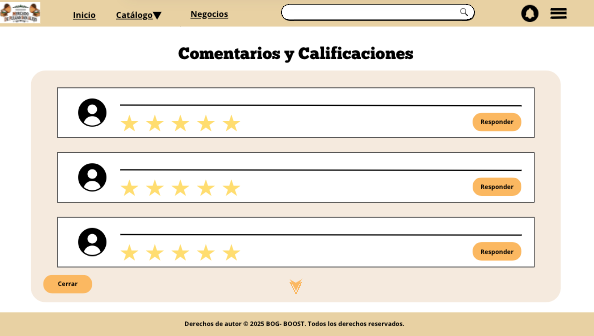 Inicio
Catálogo
Negocios
Comentarios y Calificaciones
Responder
Responder
Responder
Cerrar
Derechos de autor © 2025 BOG- BOOST. Todos los derechos reservados.